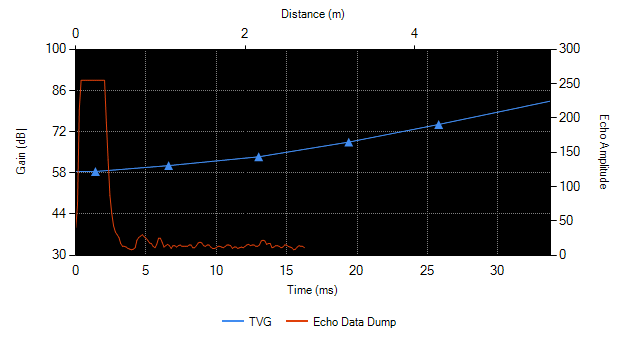 Distance (m)
0 2 4
100 300
86 250
72 200
58 150
44 100
30 50
0
Gain [dB]
Echo Amplitude
0 5 10 15 20 25 30
Time (ms)
TVG Echo Data Dump